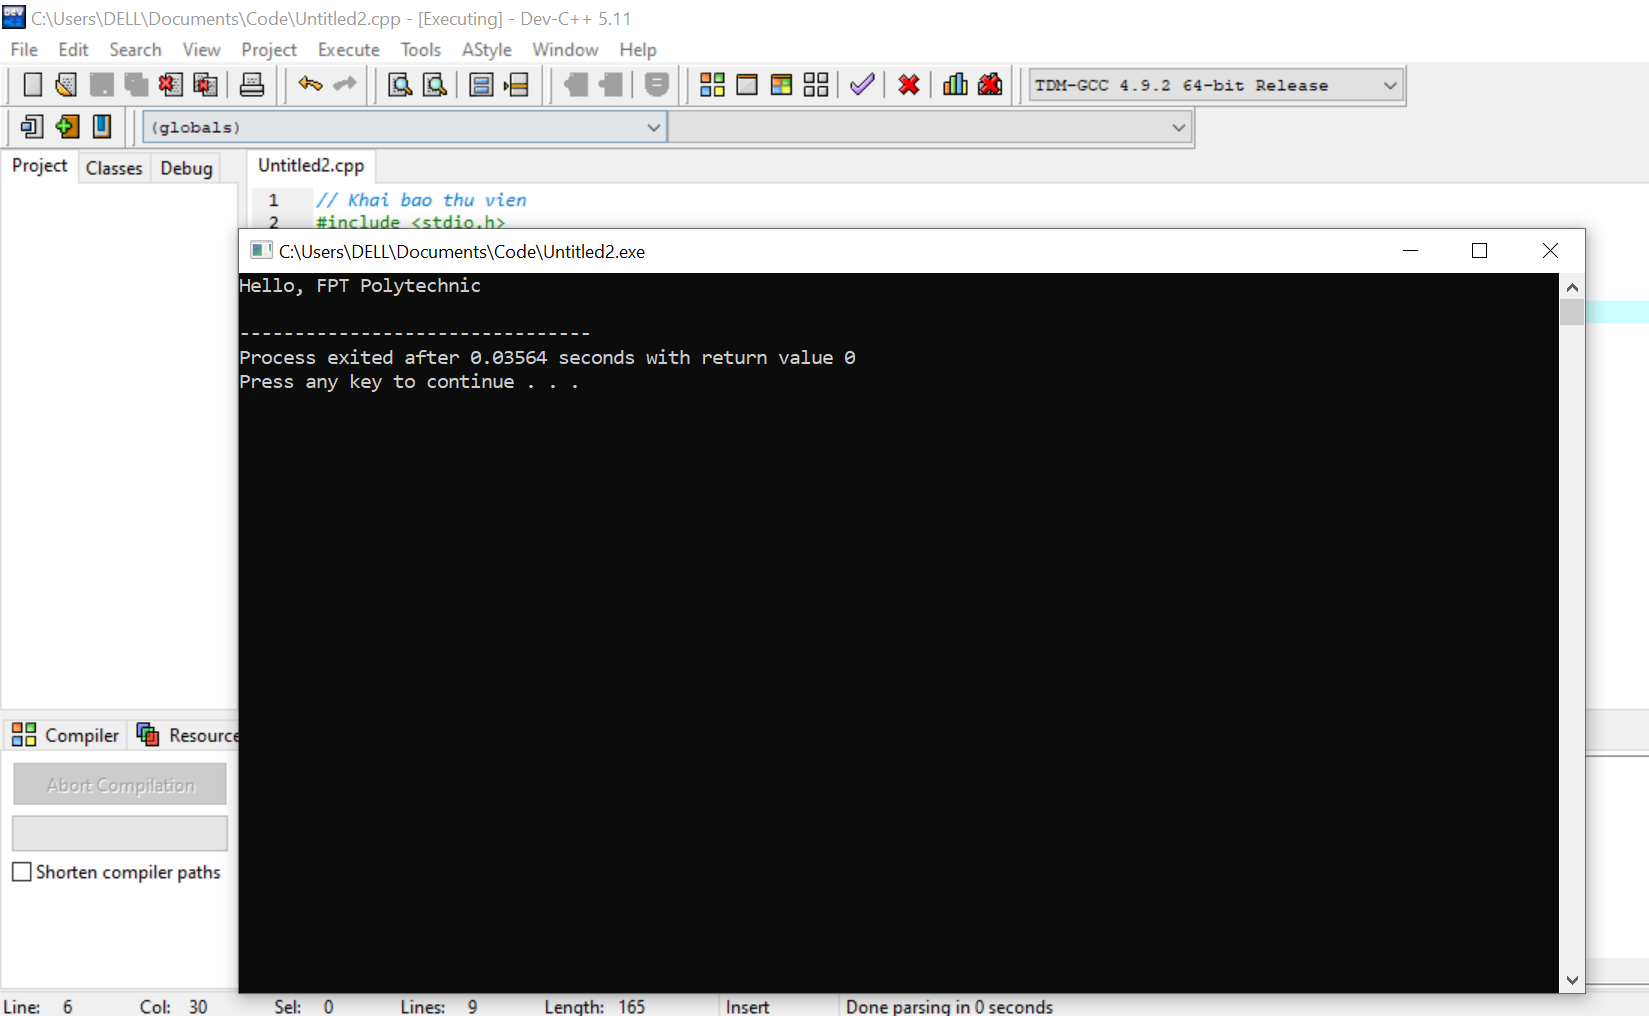 C:\Users\DELL\Documents\Code\Untitled2.cpp - [Executing] - Dev-C++ 5.11
File Edit Search View Project Execute Tools AStyle Window Help
TDM-GCC 4.9.2 64-bit Release
(globals)
Project Classes Debug Untitled2.cpp
1 // Khai bao thu vien
2 #include <stdio.h>
C:\Users\DELL\Documents\Code\Untitled2.exe
Hello, FPT Polytechnic
--------------------------------
Process exited after 0.03564 seconds with return value 0
Press any key to continue . . .
Compiler Resource
Abort Compilation
Shorten compiler paths
Line: 6 Col: 30 Sel: 0 Lines: 9 Length: 165 Insert Done parsing in 0 seconds